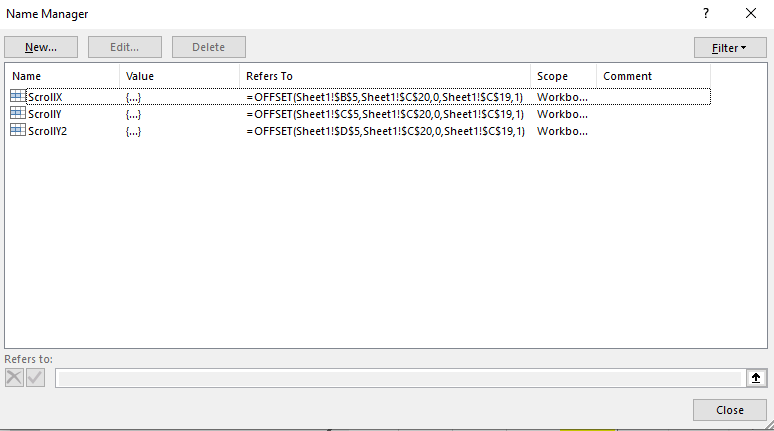 Name Manager ?
New... Edit... Delete Filter
Name Value Refers To Scope Comment
ScrollX {...} =OFFSET(Sheet1!$B$5,Sheet1!$C$20,0,Sheet1!$C$19,1) Workbo...
ScrollY {...} =OFFSET(Sheet1!$C$5,Sheet1!$C$20,0,Sheet1!$C$19,1) Workbo...
ScrollY2 {...} =OFFSET(Sheet1!$D$5,Sheet1!$C$20,0,Sheet1!$C$19,1) Workbo...
Refers to:
Close